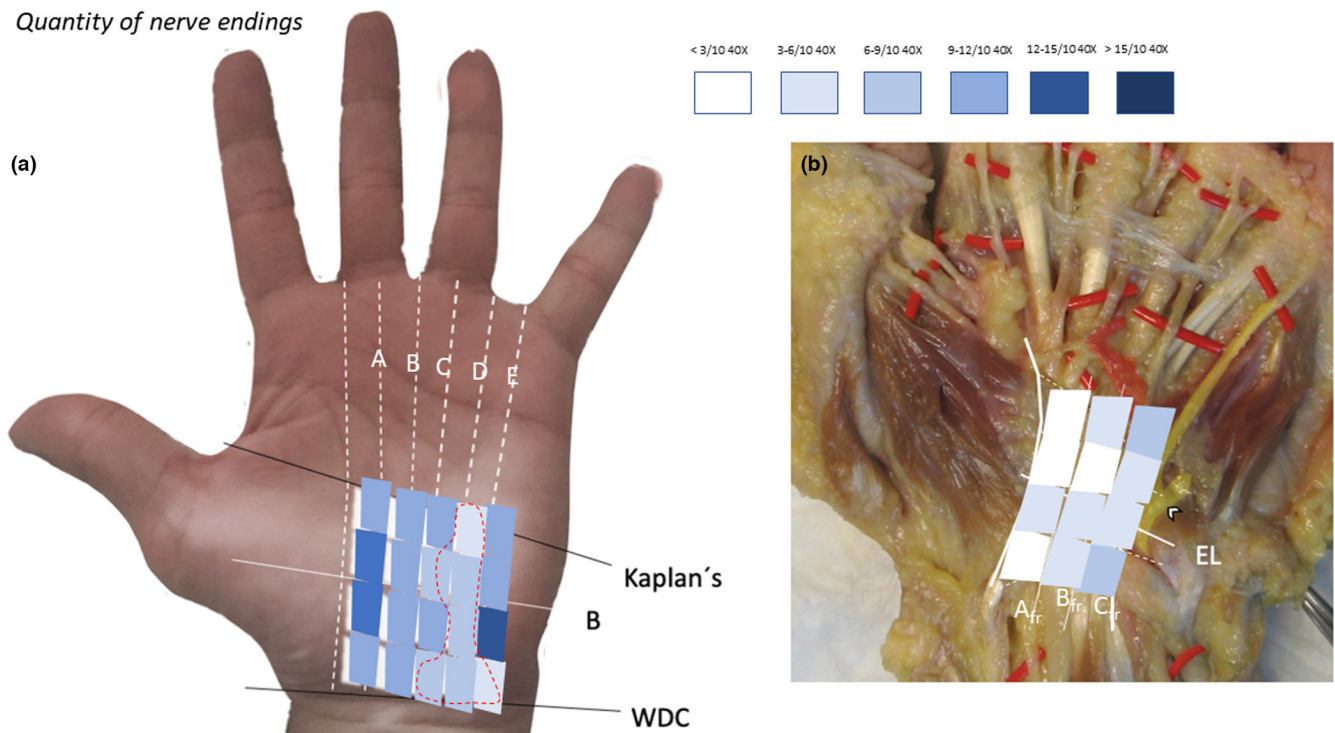 Quantity of nerve endings
< 3/10 40X 3-6/10 40X 6-9/10 40X 9-12/10 40X 12-15/10 40X > 15/10 40X
(a)
(b)
A B C D E
Kaplan´s
B
WDC
EL
Afr Bfr Cfr